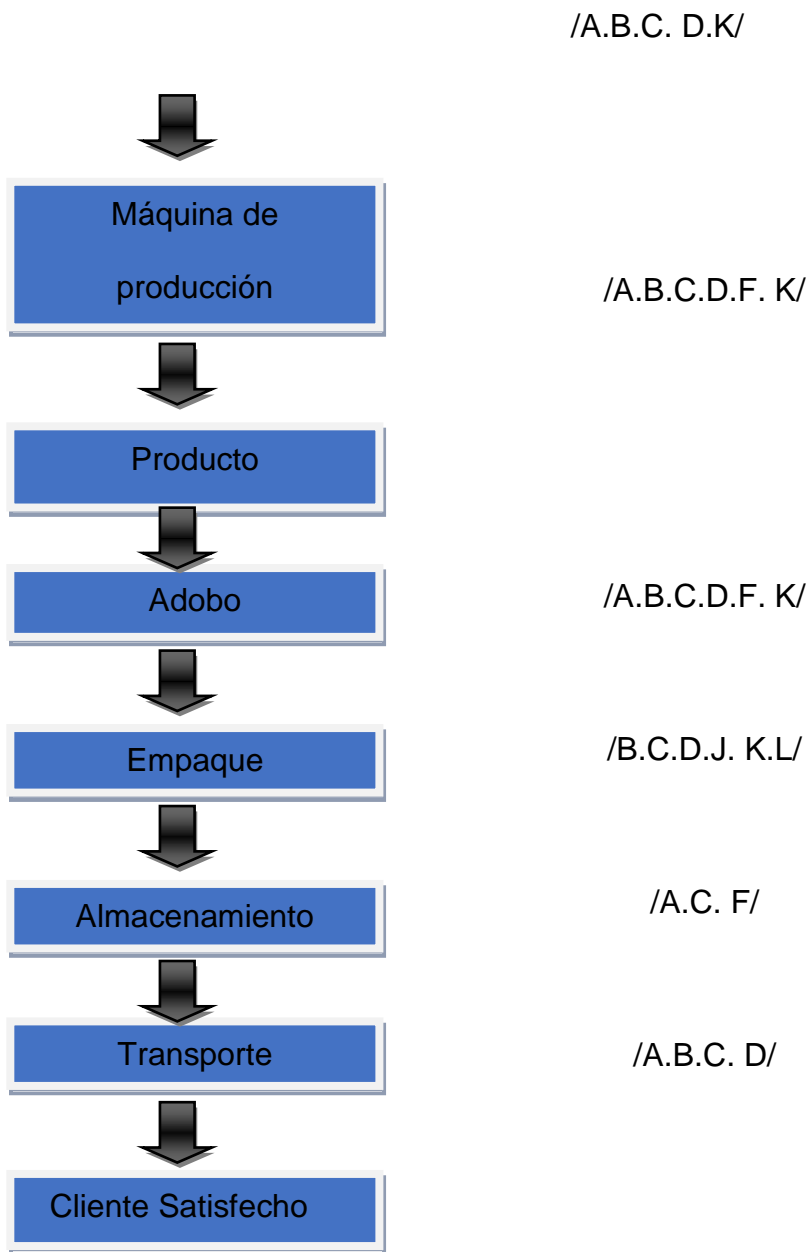 /A.B.C. D.K/
Máquina de
producción
/A.B.C.D.F. K/
Producto
Adobo
/A.B.C.D.F. K/
Empaque
/B.C.D.J. K.L/
Almacenamiento
/A.C. F/
Transporte
/A.B.C. D/
Cliente Satisfecho